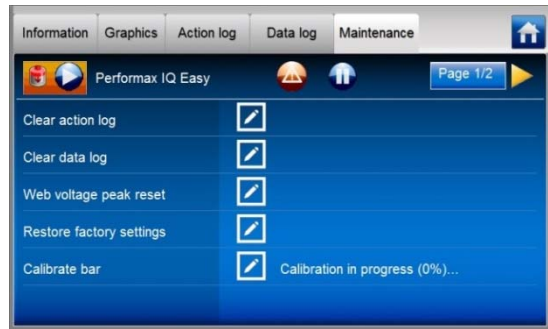 Information Graphics Action log Data log Maintenance
Performax IQ Easy Page 1/2
Clear action log
Clear data log
Web voltage peak reset
Restore factory settings
Calibrate bar Calibration in progress (0%)...